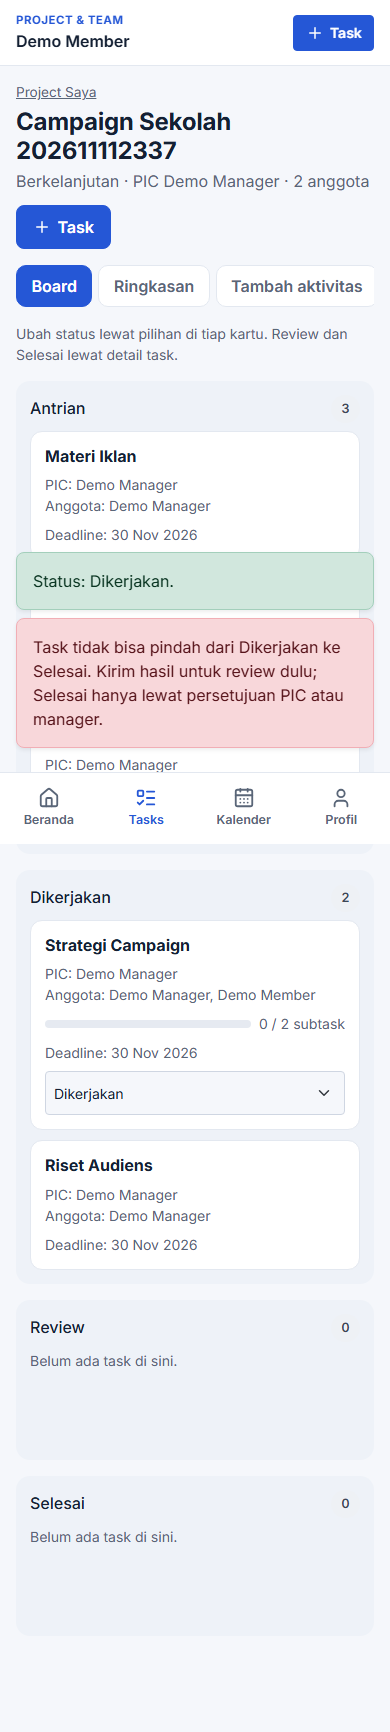 PROJECT & TEAM
Demo Member
Task
Project Saya
Campaign Sekolah
202611112337
Berkelanjutan · PIC Demo Manager · 2 anggota
Task
Board
Ringkasan
Tambah aktivitas
Ubah status lewat pilihan di tiap kartu. Review dan
Selesai lewat detail task.
Antrian
3
Materi Iklan
PIC: Demo Manager
Anggota: Demo Manager
Deadline: 30 Nov 2026
Status: Dikerjakan.
Task tidak bisa pindah dari Dikerjakan ke
Selesai. Kirim hasil untuk review dulu;
Selesai hanya lewat persetujuan PIC atau
manager.
PIC: Demo Manager
Beranda
Tasks
Kalender
Profil
Dikerjakan
2
Strategi Campaign
PIC: Demo Manager
Anggota: Demo Manager, Demo Member
0 / 2 subtask
Deadline: 30 Nov 2026
Dikerjakan
Riset Audiens
PIC: Demo Manager
Anggota: Demo Manager
Deadline: 30 Nov 2026
Review
0
Belum ada task di sini.
Selesai
0
Belum ada task di sini.